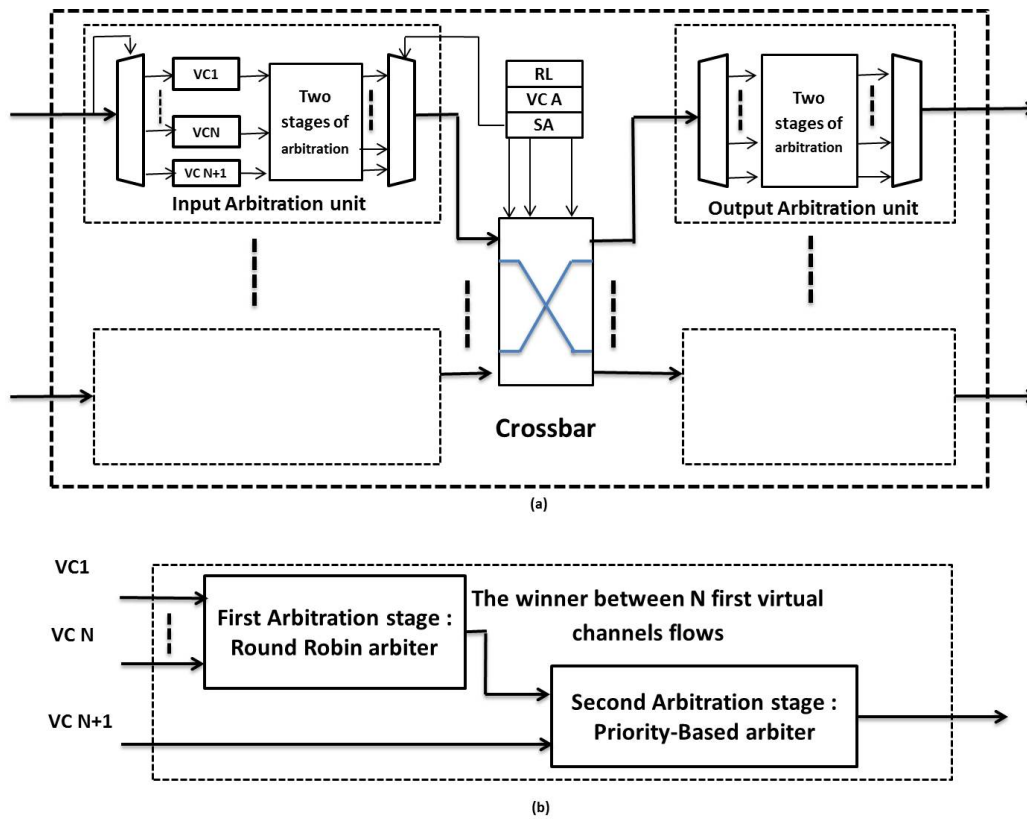 VC1
VCN
VC N+1
Two
stages of
arbitration
Input Arbitration unit
RL
VC A
SA
Two
stages of
arbitration
Output Arbitration unit
Crossbar
(a)
VC1
VC N
VC N+1
First Arbitration stage :
Round Robin arbiter
The winner between N first virtual
channels flows
Second Arbitration stage :
Priority-Based arbiter
(b)